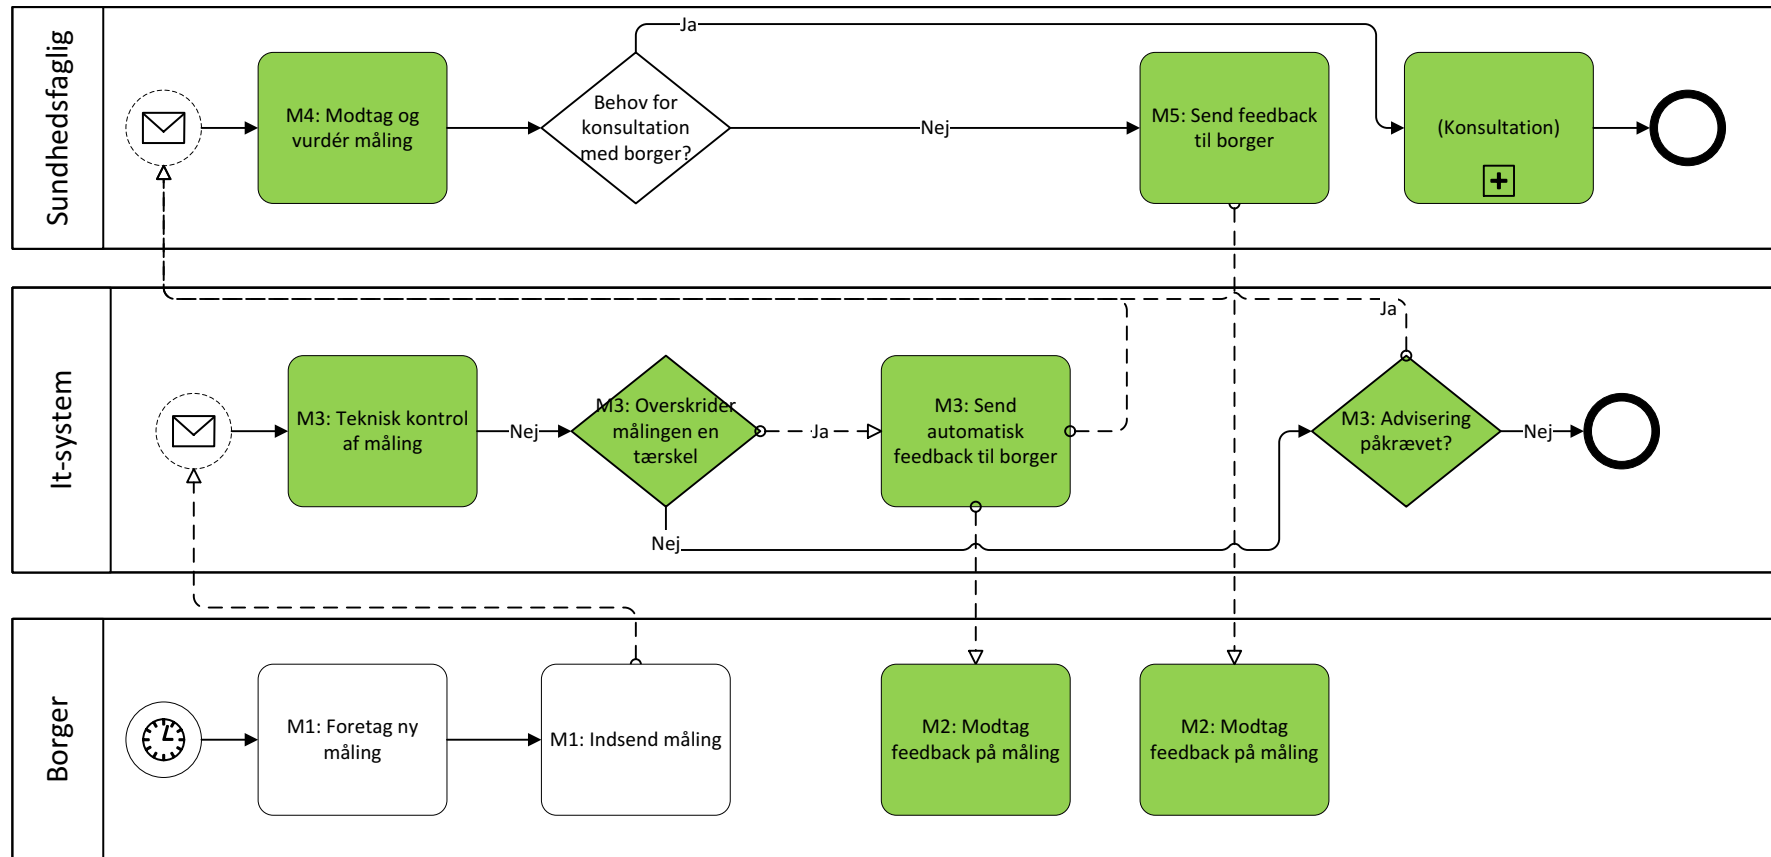 Sundhedsfaglig
M4: Modtag og
vurdér måling
Behov for
konsultation
med borger?
Ja
Nej
M5: Send feedback
til borger
(Konsultation)
It-system
M3: Teknisk kontrol
af måling
Nej
M3: Overskrider
målingen en
tærskel
Ja
Nej
M3: Send
automatisk
feedback til borger
Ja
M3: Advisering
påkrævet?
Nej
Borger
M1: Foretag ny
måling
M1: Indsend måling
M2: Modtag
feedback på måling
M2: Modtag
feedback på måling